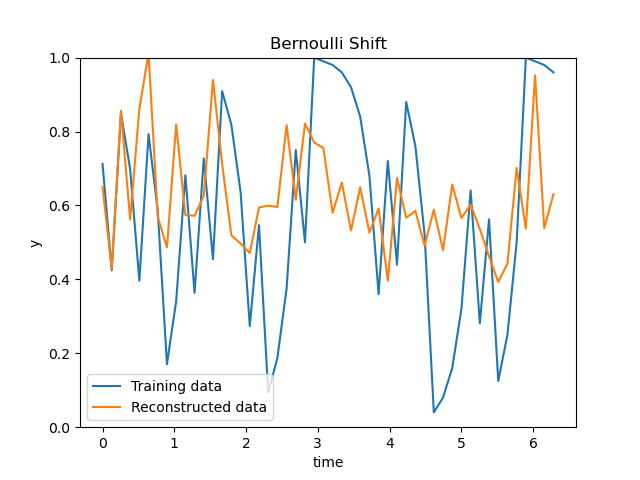 Bernoulli Shift
1.0
0.8
0.6
0.4
0.2
0.0
y
Training data
Reconstructed data
0 1 2 3 4 5 6
time